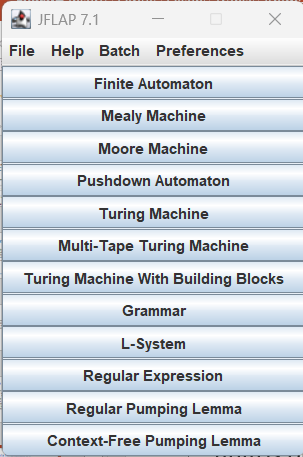 JFLAP 7.1
File Help Batch Preferences
Finite Automaton
Mealy Machine
Moore Machine
Pushdown Automaton
Turing Machine
Multi-Tape Turing Machine
Turing Machine With Building Blocks
Grammar
L-System
Regular Expression
Regular Pumping Lemma
Context-Free Pumping Lemma